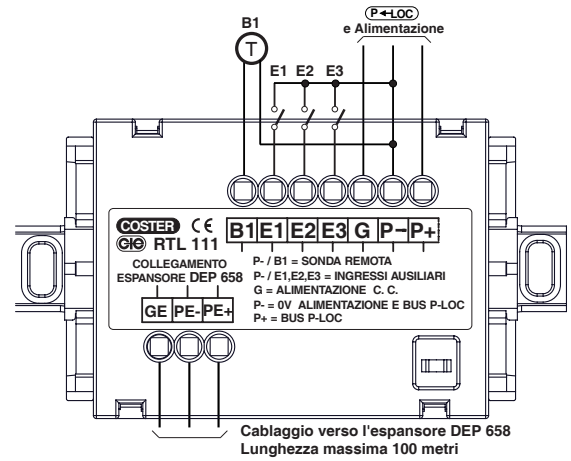 P←LOC
e Alimentazione
B1
T
E1 E2 E3
COSTER CE
B1 E1 E2 E3 G P- P+
RTL 111
COLLEGAMENTO
ESPANSORE DEP 658
GE PE- PE+
P- / B1 = SONDA REMOTA
P- / E1,E2,E3 = INGRESSI AUSILIARI
G = ALIMENTAZIONE C. C.
P- = 0V ALIMENTAZIONE E BUS P-LOC
P+ = BUS P-LOC
Cablaggio verso l'espansore DEP 658
Lunghezza massima 100 metri